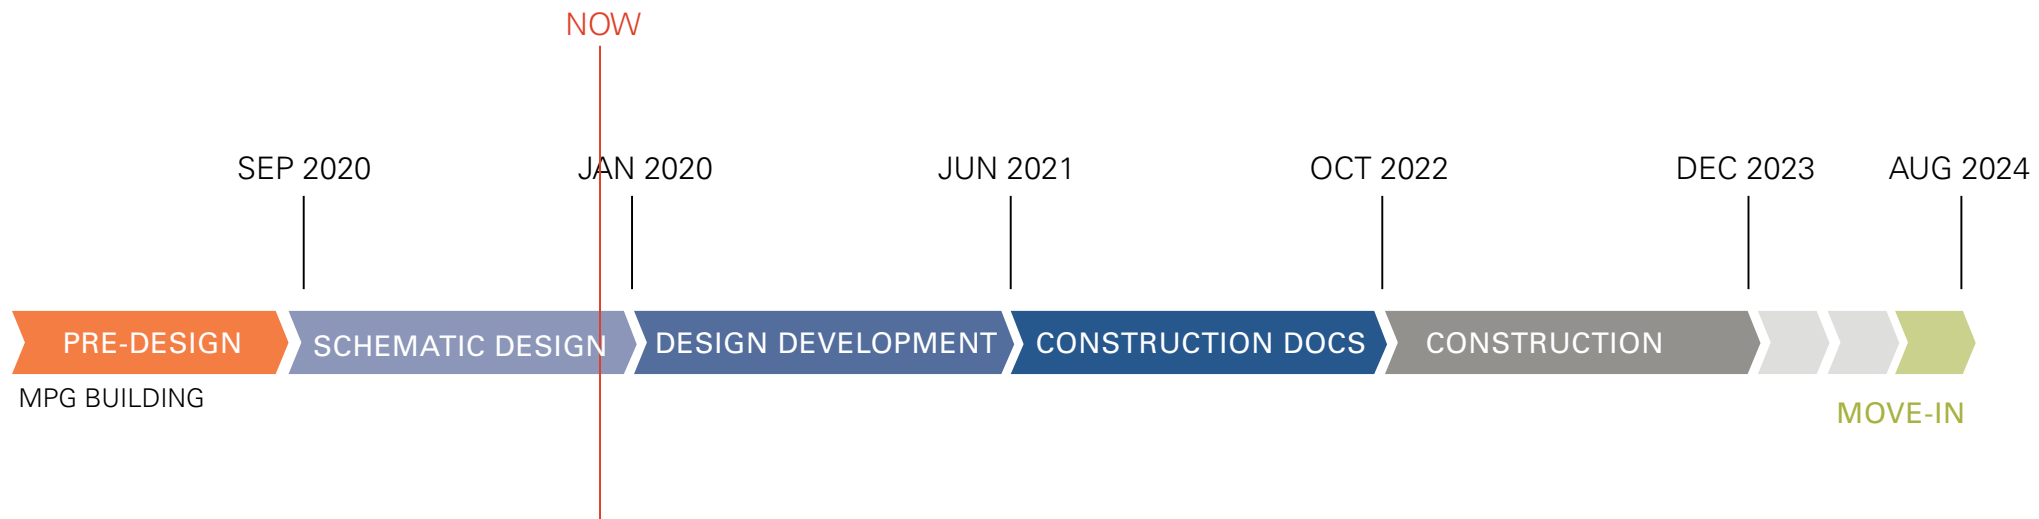 NOW
SEP 2020
JAN 2020
JUN 2021
OCT 2022
DEC 2023
AUG 2024
PRE-DESIGN
SCHEMATIC DESIGN
DESIGN DEVELOPMENT
CONSTRUCTION DOCS
CONSTRUCTION
MPG BUILDING
MOVE-IN